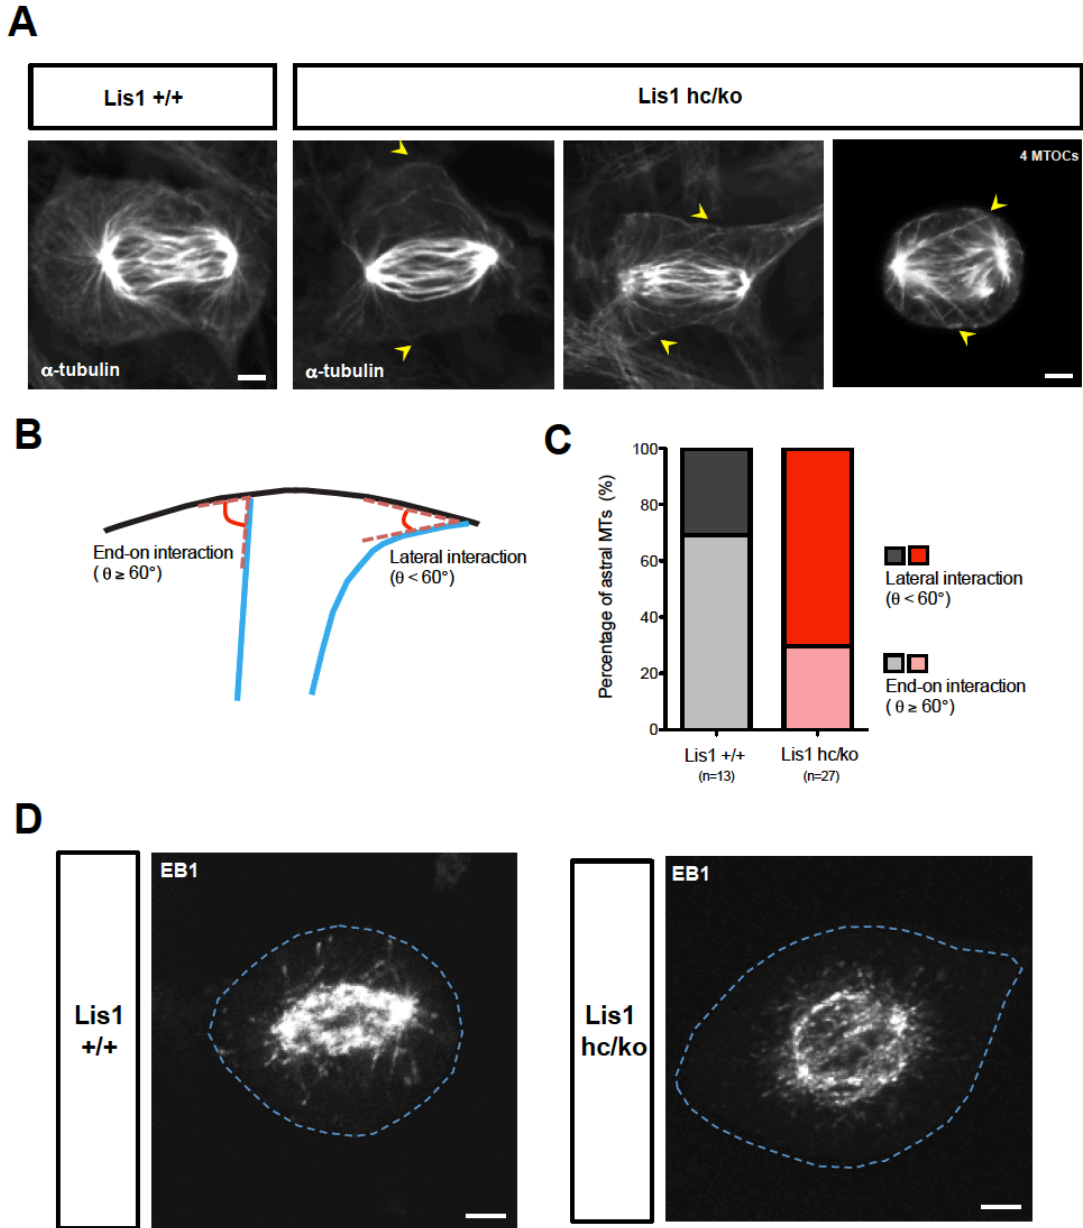 A
Lis1 +/+
Lis1 hc/ko
4 MTOCs
α-tubulin
α-tubulin
B
End-on interaction
( θ ≥ 60°)
Lateral interaction
(θ < 60°)
C
Percentage of astral MTs (%)
100
80
60
40
20
0
Lis1 +/+
(n=13)
Lis1 hc/ko
(n=27)
Lateral interaction
(θ < 60°)
End-on interaction
( θ ≥ 60°)
D
Lis1
+/+
EB1
Lis1
hc/ko
EB1